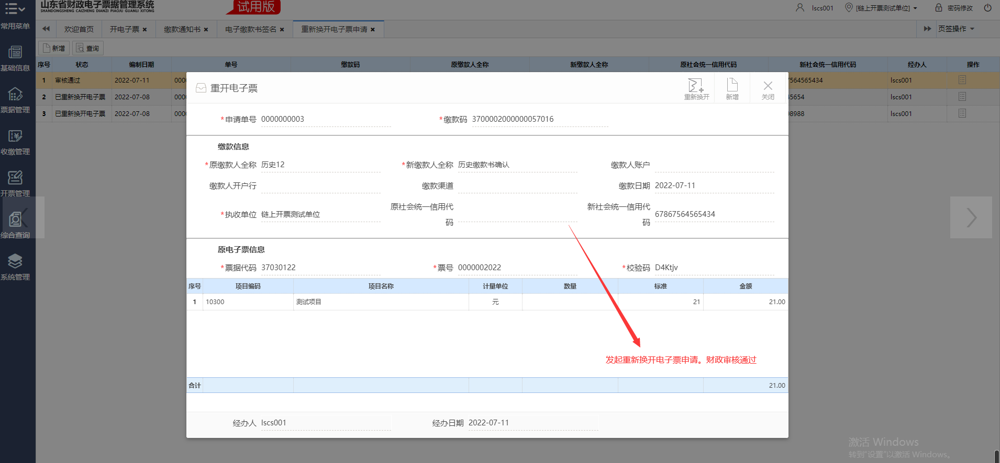 山东省财政电子票据管理系统
SHANDONGSHENG CAIZHENG DIANZI PIAOJU GUANLI XITONG
试用版
lscs001 [链上开票测试单位] 密码修改
常用菜单
基础信息
票据管理
收缴管理
开票管理
综合查询
系统管理
欢迎首页 开电子票 缴款通知书 电子缴款书签名 重新换开电子票申请 页签操作
新增 查询
序号 状态 编制日期 单号 缴款码 原缴款人全称 新缴款人全称 原社会统一信用代码 新社会统一信用代码 经办人 操作
1 审核通过 2022-07-11 000 7564565434 lscs001
2 已重新换开电子票 2022-07-08 000 45654 lscs001
3 已重新换开电子票 2022-07-08 000 98988 lscs001
重开电子票 重新换开 新增 关闭
*申请单号 0000000003 *缴款码 3700002000000057016
缴款信息
*原缴款人全称 历史12 *新缴款人全称 历史缴款书确认 缴款人账户
缴款人开户行 缴款渠道 缴款日期 2022-07-11
*执收单位 链上开票测试单位 原社会统一信用代码 新社会统一信用代码 67867564565434
原电子票信息
*票据代码 37030122 *票号 0000002022 *校验码 D4Ktjv
序号 项目编码 项目名称 计量单位 数量 标准 金额
1 10300 测试项目 元 21 21.00
发起重新换开电子票申请。财政审核通过
合计 21.00
经办人 lscs001 经办日期 2022-07-11
激活 Windows
转到"设置"以激活 Windows。